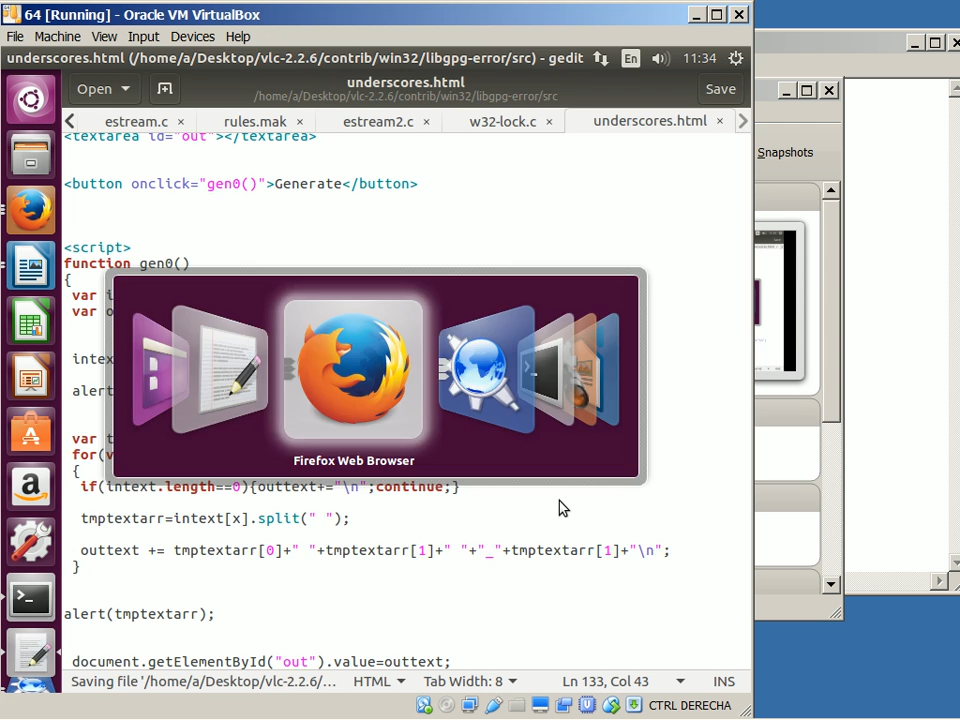 64 [Running] - Oracle VM VirtualBox
File Machine View Input Devices Help
underscores.html (/home/a/Desktop/vlc-2.2.6/contrib/win32/libgpg-error/src) - gedit En 11:34
Open underscores.html Save
/home/a/Desktop/vlc-2.2.6/contrib/win32/libgpg-error/src
estream.c × rules.mak × estream2.c × w32-lock.c × underscores.html ×
<textarea id="out"></textarea>
Snapshots
<button onclick="gen0()">Generate</button>
<script>
function gen0()
{
var i
var o
intex
alert
var t
for(v
Firefox Web Browser
{
if(intext.length==0){outtext+="\n";continue;}
tmptextarr=intext[x].split(" ");
outtext += tmptextarr[0]+" "+tmptextarr[1]+" "+"_"+tmptextarr[1]+"\n";
}
alert(tmptextarr);
document.getElementById("out").value=outtext;
Saving file '/home/a/Desktop/vlc-2.2.6/... HTML Tab Width: 8 Ln 133, Col 43 INS
CTRL DERECHA